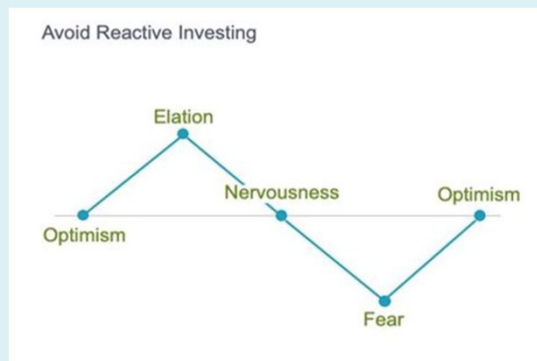 Avoid Reactive Investing
Elation
Nervousness
Optimism
Optimism
Fear